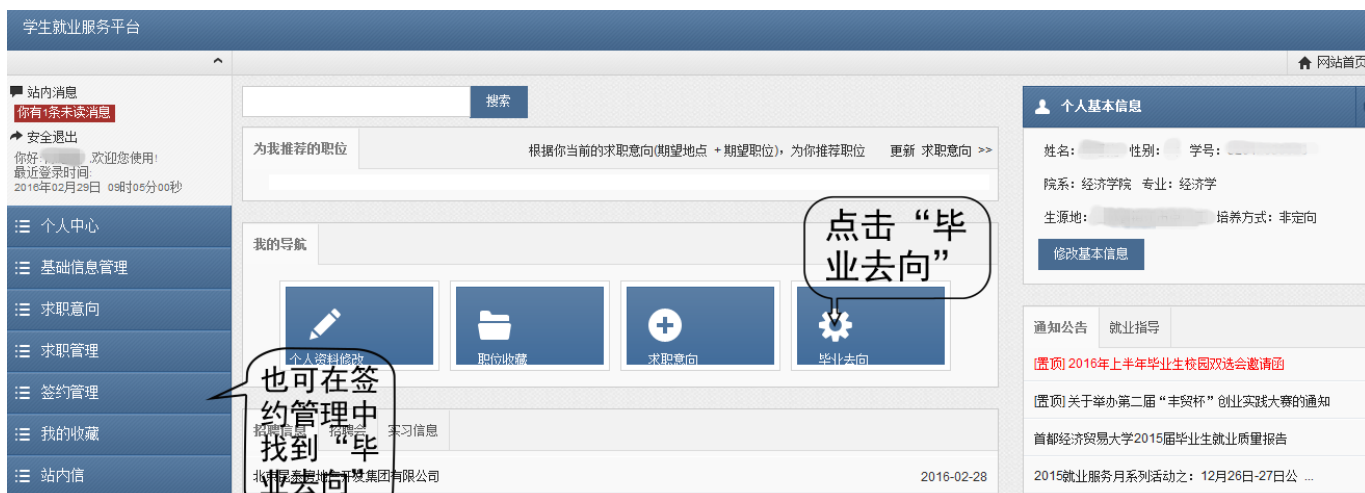 学生就业服务平台
网站首页
站内消息
你有1条未读消息
安全退出
你好 .欢迎您使用!
最近登录时间:
2016年02月29日 09时05分00秒
个人中心
基础信息管理
求职意向
求职管理
签约管理
我的收藏
站内信
搜索
为我推荐的职位
根据你当前的求职意向(期望地点 +期望职位), 为你推荐职位
更新 求职意向 >>
我的导航
个人资料修改
职位收藏
求职意向
毕业去向
点击“毕
业去向”
也可在签
约管理中
找到“毕
业去向”
招聘信息 招聘会 实习信息
开发集团有限公司
2016-02-28
个人基本信息
姓名: 性别: 学号:
院系: 经济学院 专业: 经济学
生源地: 培养方式: 非定向
修改基本信息
通知公告 就业指导
[置顶] 2016年上半年毕业生校园双选会邀请函
[置顶] 关于举办第二届“丰贸杯”创业实践大赛的通知
首都经济贸易大学2015届毕业生就业质量报告
2015就业服务月系列活动之: 12月26日-27日公 ...